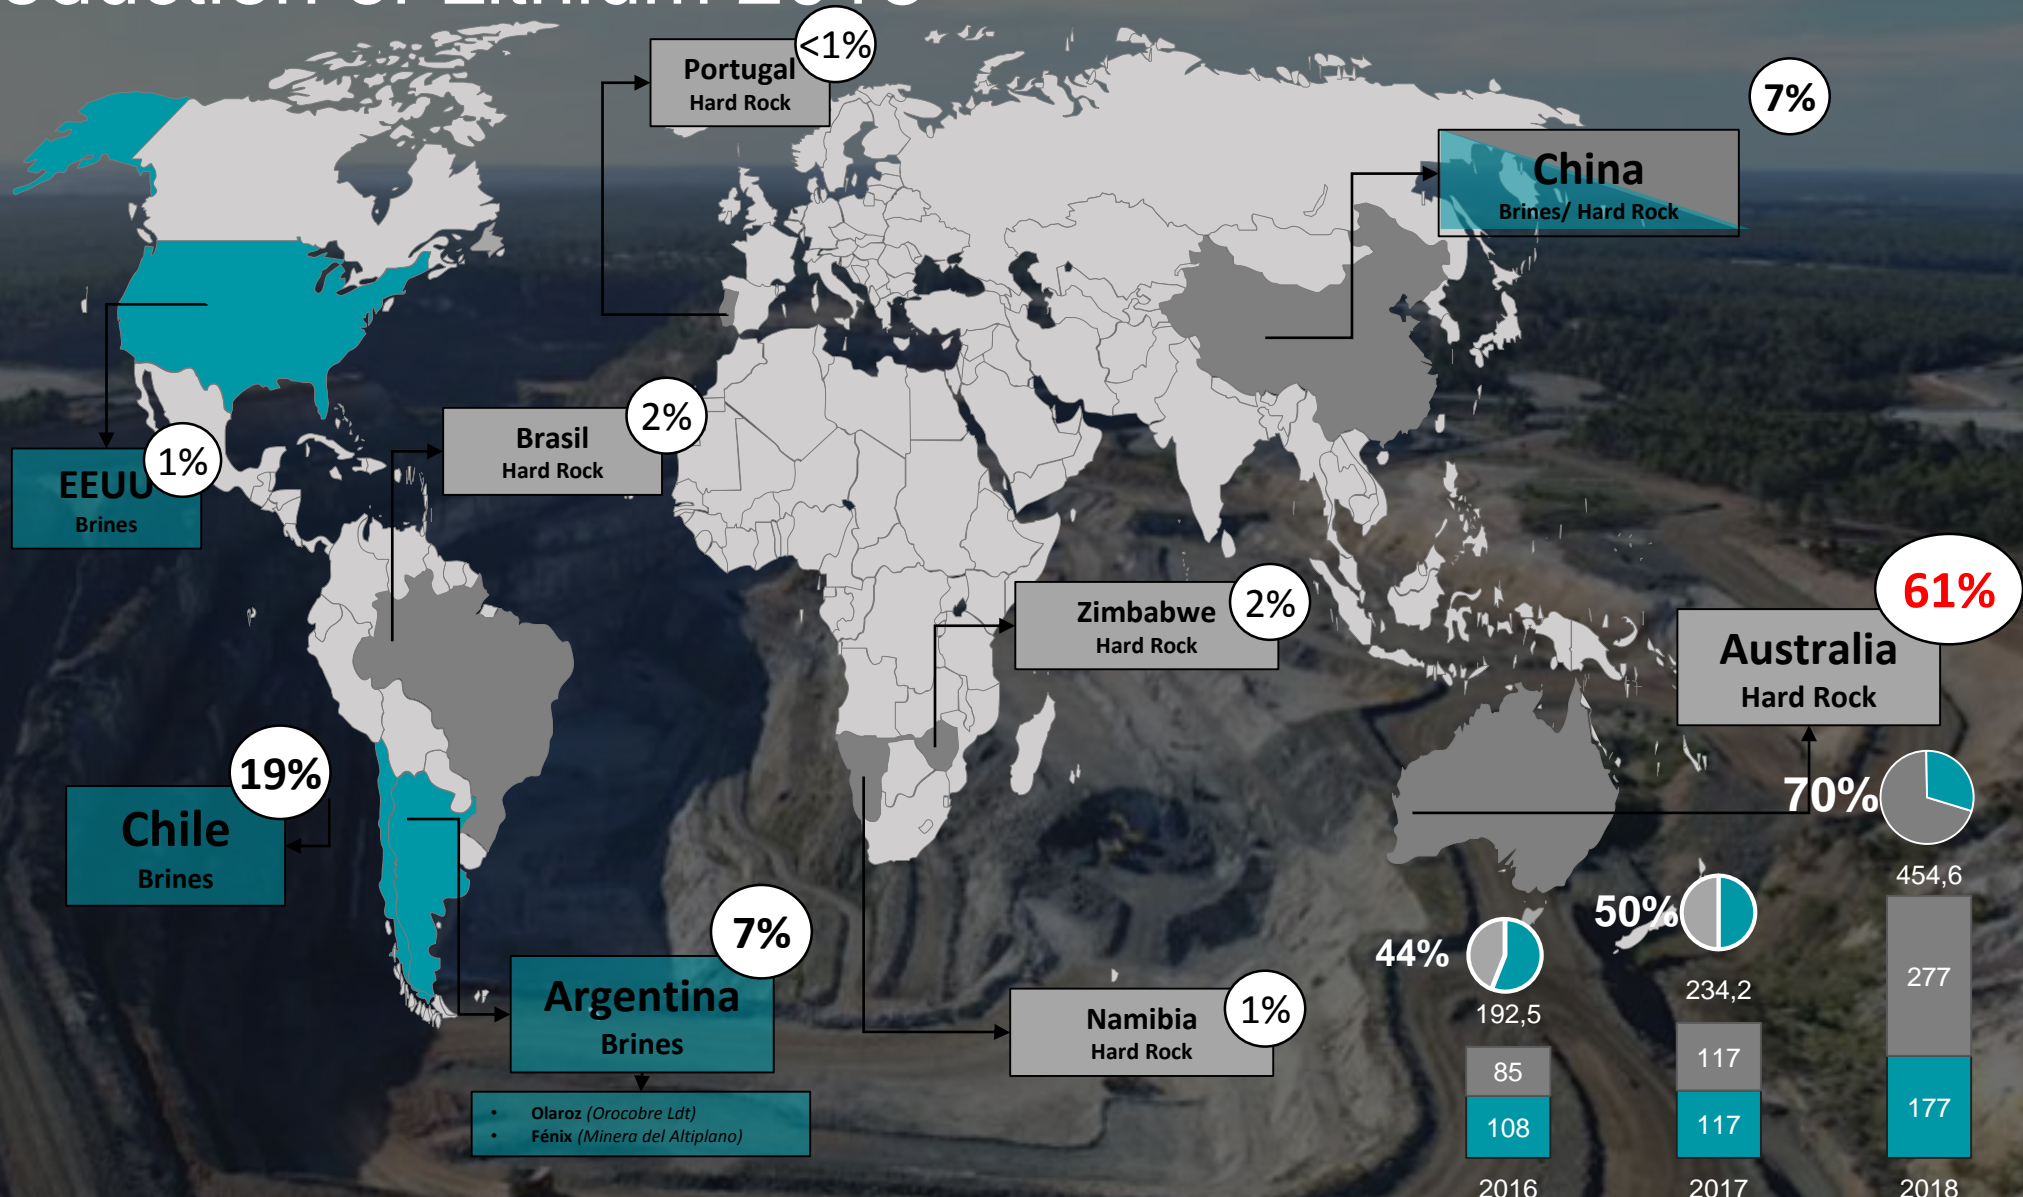 of Lithium 2018
Portugal
Hard Rock
<1%
7%
China
Brines/ Hard Rock
Brasil
Hard Rock
2%
EEUU
Brines
1%
Zimbabwe
Hard Rock
2%
61%
Australia
Hard Rock
Chile
Brines
19%
Argentina
Brines
7%
• Olaroz (Orocobre Ldt)
• Fénix (Minera del Altiplano)
Namibia
Hard Rock
1%
44%
192,5
85
108
2016
50%
234,2
117
117
2017
70%
454,6
277
177
2018